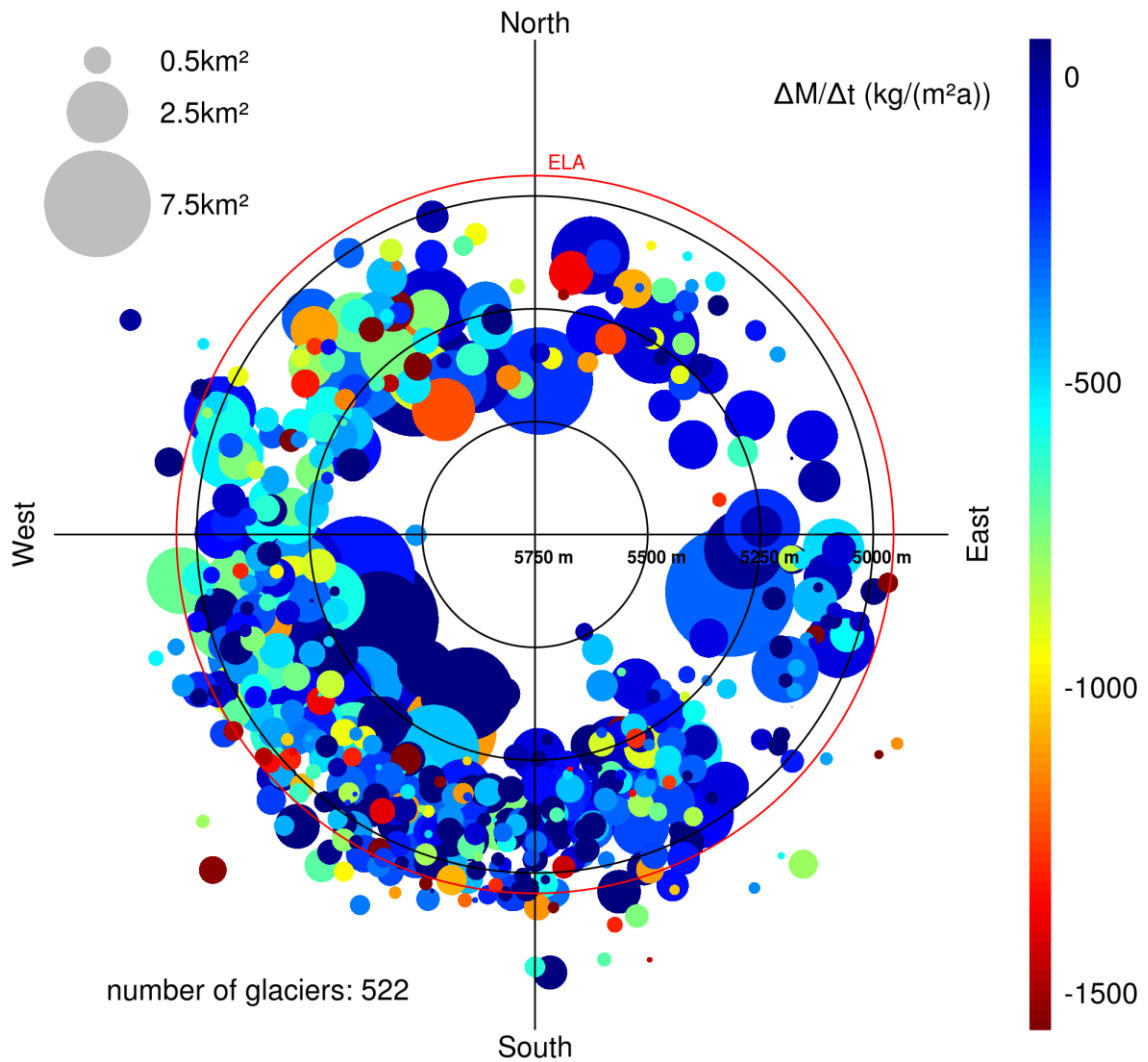 North
0.5km²
2.5km²
7.5km²
ΔM/Δt (kg/(m²a))
0
-500
-1000
-1500
ELA
West
East
5750 m
5500 m
5250 m
5000 m
number of glaciers: 522
South